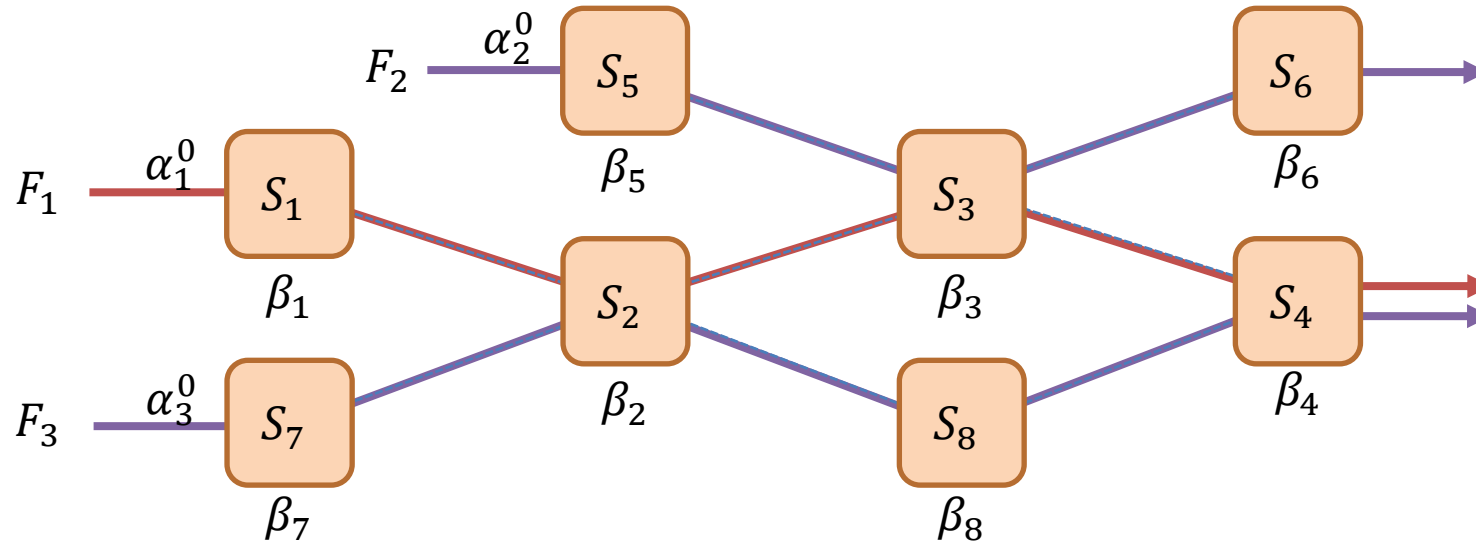 α₂⁰
F₂
S₅
β₅
S₆
β₆
α₁⁰
F₁
S₁
β₁
S₂
β₂
S₃
β₃
S₄
β₄
α₃⁰
F₃
S₇
β₇
S₈
β₈